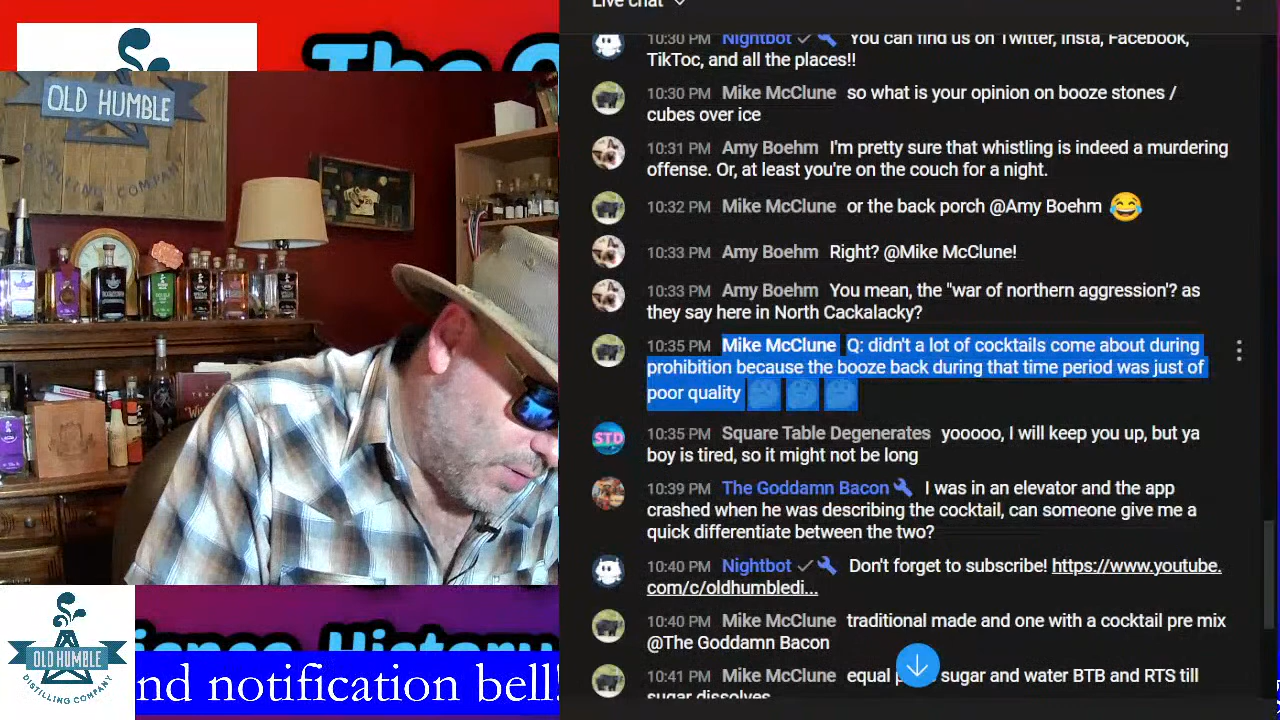 The
OLD HUMBLE
DISTILLING COMPANY
OLD HUMBLE
DISTILLING COMPANY
ience, History
nd notification bell!
Live chat
10:30 PM Nightbot You can find us on Twitter, Insta, Facebook,
TikToc, and all the places!!
10:30 PM Mike McClune so what is your opinion on booze stones /
cubes over ice
10:31 PM Amy Boehm I'm pretty sure that whistling is indeed a murdering
offense. Or, at least you're on the couch for a night.
10:32 PM Mike McClune or the back porch @Amy Boehm 😂
10:33 PM Amy Boehm Right? @Mike McClune!
10:33 PM Amy Boehm You mean, the "war of northern aggression'? as
they say here in North Cackalacky?
10:35 PM Mike McClune Q: didn't a lot of cocktails come about during
prohibition because the booze back during that time period was just of
poor quality 🤔 🤔 🤔
STD
10:35 PM Square Table Degenerates yooooo, I will keep you up, but ya
boy is tired, so it might not be long
10:39 PM The Goddamn Bacon I was in an elevator and the app
crashed when he was describing the cocktail, can someone give me a
quick differentiate between the two?
10:40 PM Nightbot Don't forget to subscribe! https://www.youtube.
com/c/oldhumbledi...
10:40 PM Mike McClune traditional made and one with a cocktail pre mix
@The Goddamn Bacon
10:41 PM Mike McClune equal sugar and water BTB and RTS till
sugar dissolves